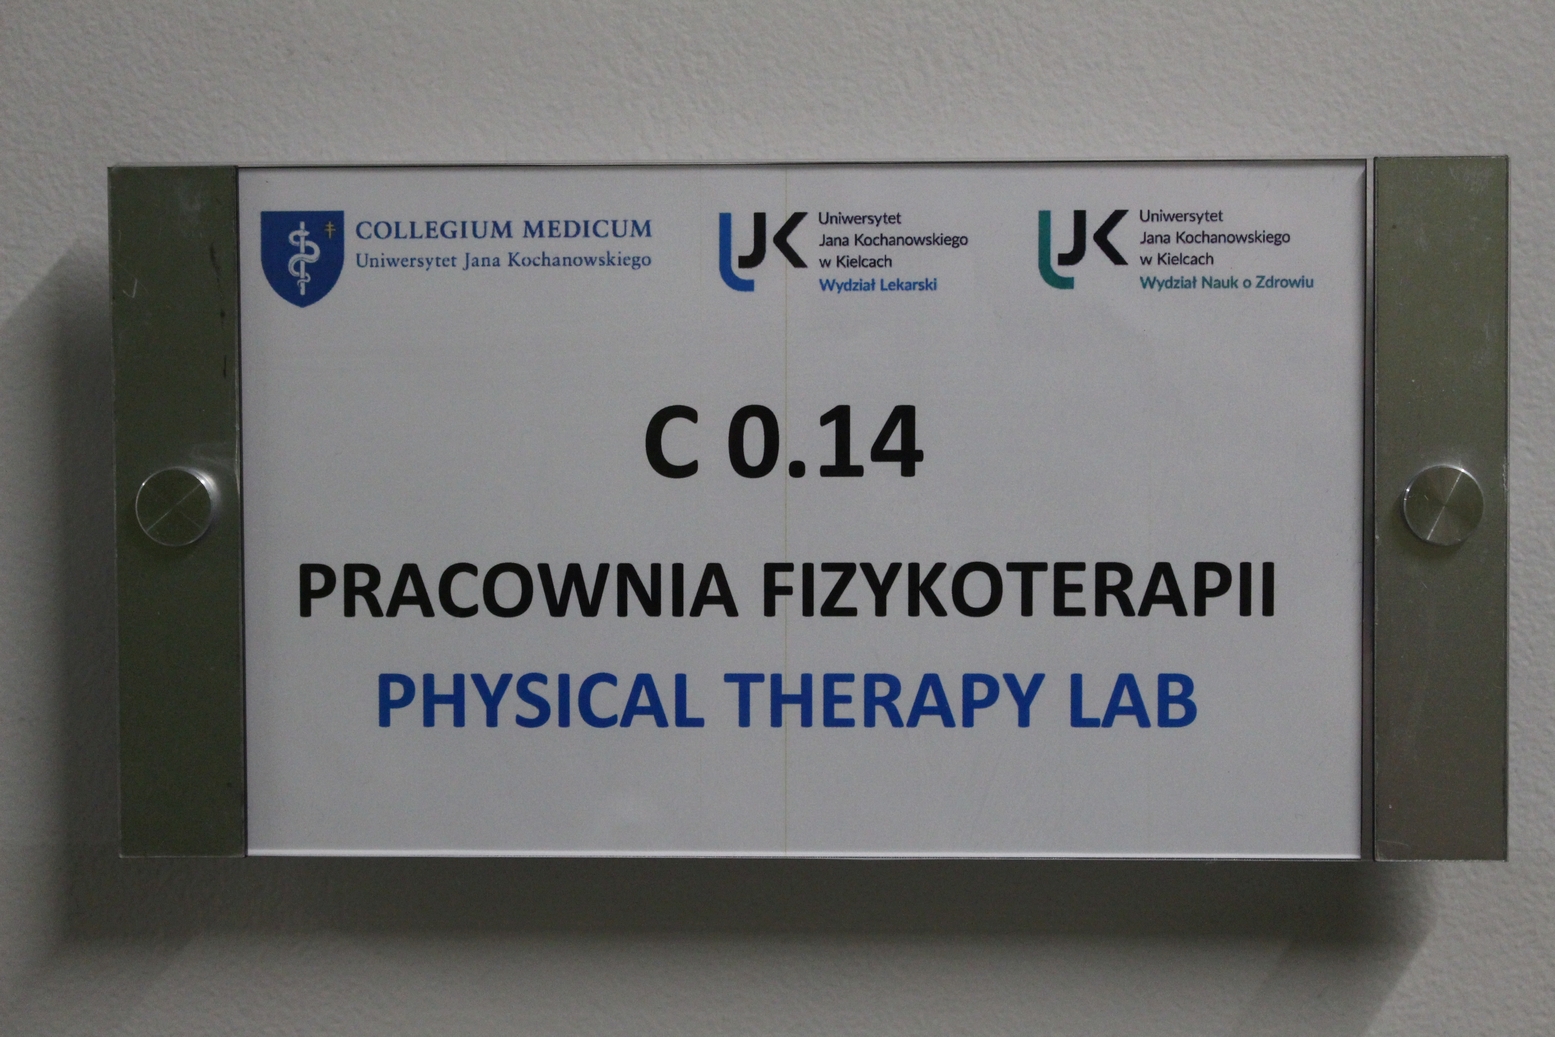 COLLEGIUM MEDICUM
Uniwersytet Jana Kochanowskiego
UJK
Uniwersytet
Jana Kochanowskiego
w Kielcach
Wydział Lekarski
UJK
Uniwersytet
Jana Kochanowskiego
w Kielcach
Wydział Nauk o Zdrowiu
C 0.14
PRACOWNIA FIZYKOTERAPII
PHYSICAL THERAPY LAB